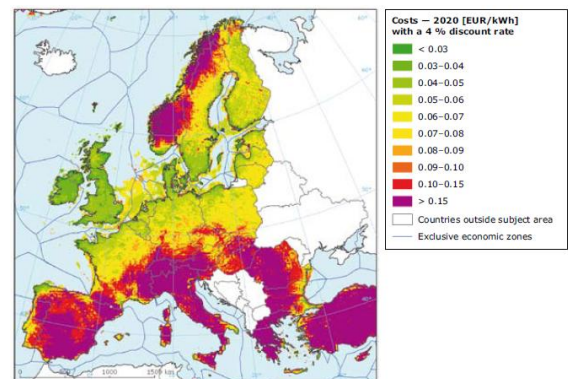 Costs — 2020 [EUR/kWh]
with a 4 % discount rate
< 0.03
0.03–0.04
0.04–0.05
0.05–0.06
0.06–0.07
0.07–0.08
0.08–0.09
0.09–0.10
0.10–0.15
> 0.15
Countries outside subject area
Exclusive economic zones
0
500
1000
1500 km